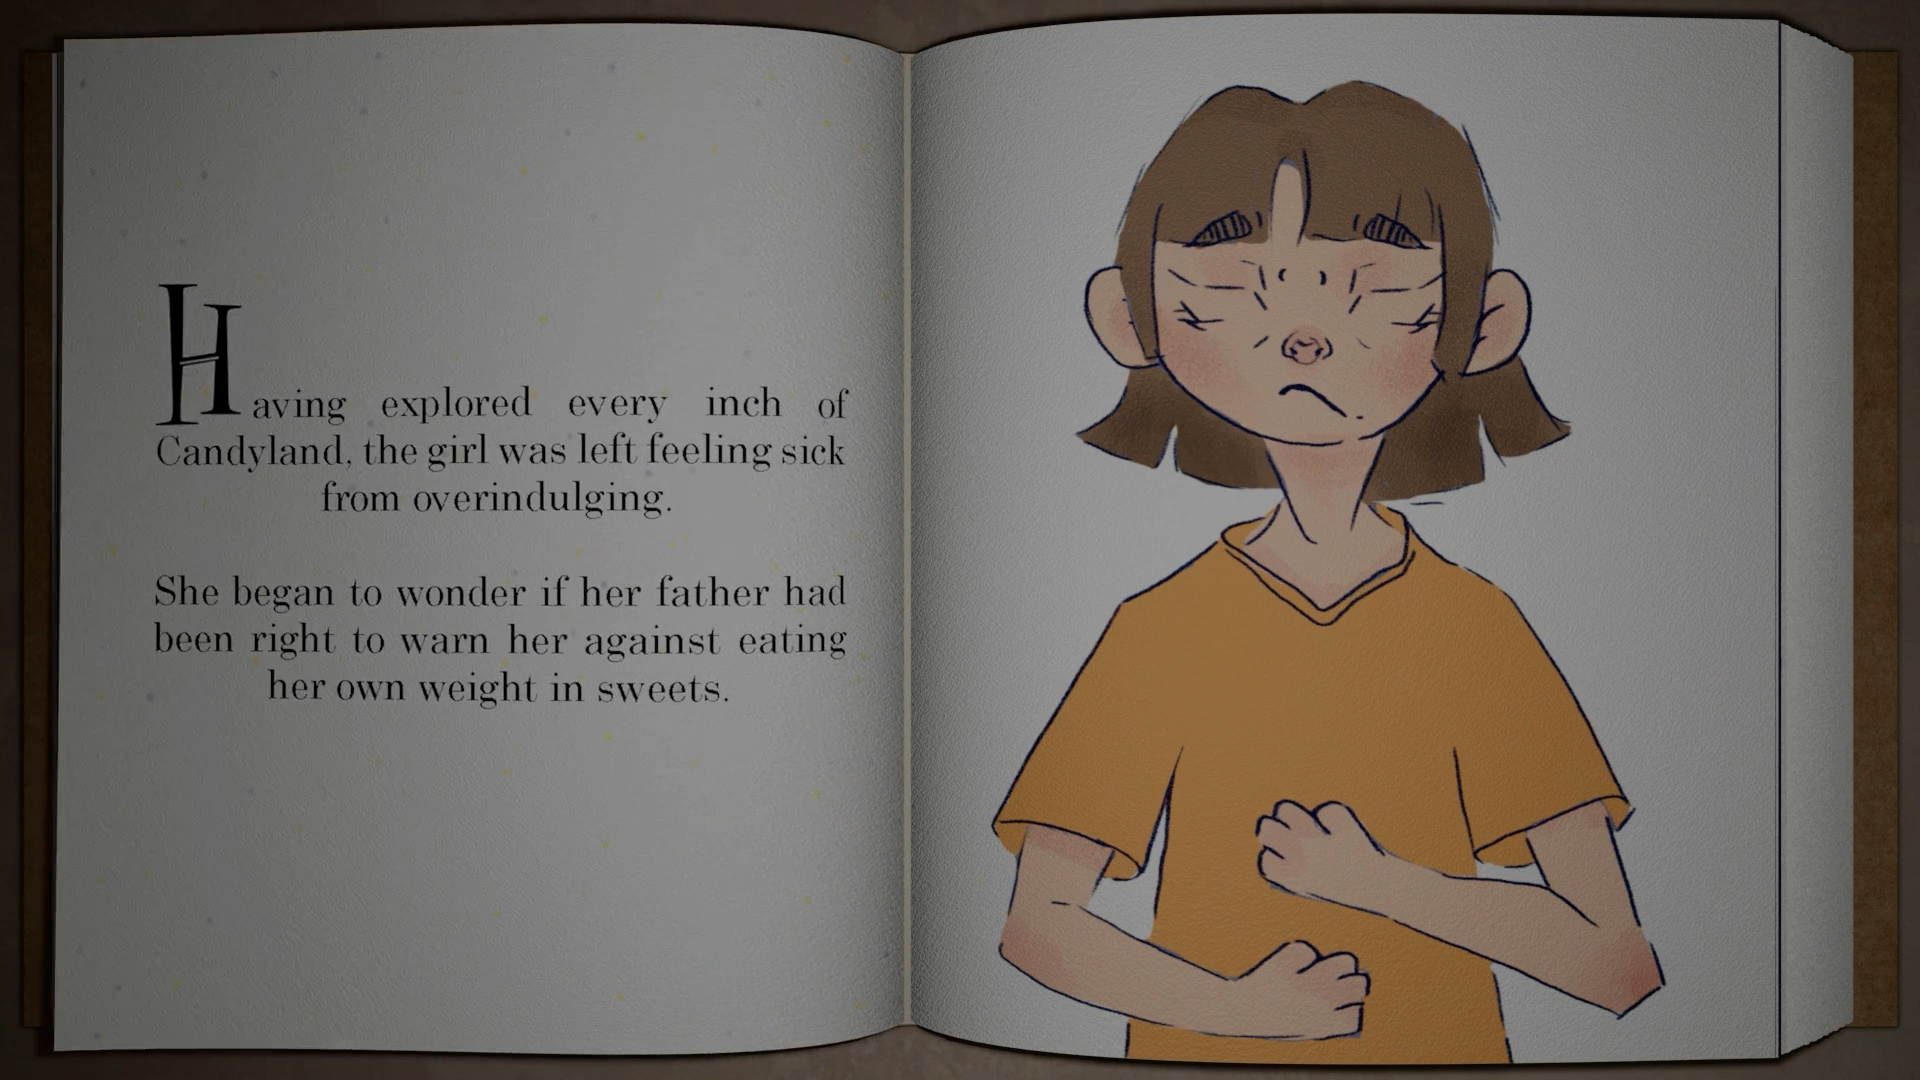 Having explored every inch of
Candyland, the girl was left feeling sick
from overindulging.
She began to wonder if her father had
been right to warn her against eating
her own weight in sweets.